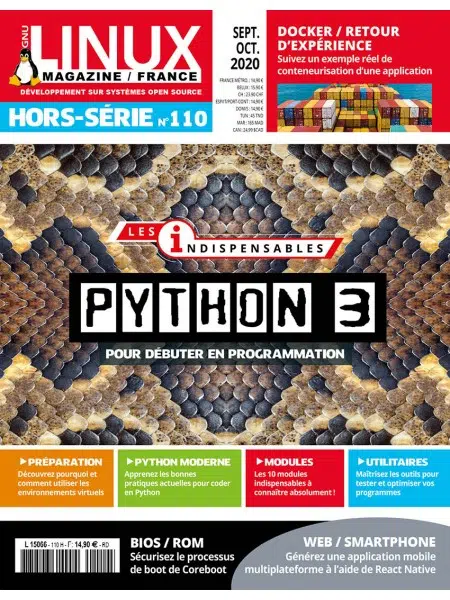 GNU
LINUX
MAGAZINE / FRANCE
DÉVELOPPEMENT SUR SYSTÈMES OPEN SOURCE
HORS-SÉRIE N°110
SEPT.
OCT.
2020
FRANCE MÉTRO. : 14,90 €
BELUX : 15,90 €
CH : 23,90 CHF
ESP/IT/PORT-CONT : 14,90 €
DOM/S : 14,90 €
TUN : 45 TND
MAR : 165 MAD
CAN : 24,99 $CAD
DOCKER / RETOUR
D'EXPÉRIENCE
Suivez un exemple réel de
conteneurisation d'une application
LES INDISPENSABLES
PYTHON 3
POUR DÉBUTER EN PROGRAMMATION
▶ PRÉPARATION
Découvrez pourquoi et
comment utiliser les
environnements virtuels
▶ PYTHON MODERNE
Apprenez les bonnes
pratiques actuelles pour coder
en Python
▶ MODULES
Les 10 modules
indispensables à
connaître absolument !
▶ UTILITAIRES
Maîtrisez les outils pour
tester et optimiser vos
programmes
L 15066 - 110 H - F: 14,90 € - RD
BIOS / ROM
Sécurisez le processus
de boot de Coreboot
WEB / SMARTPHONE
Générez une application mobile
multiplateforme à l'aide de React Native